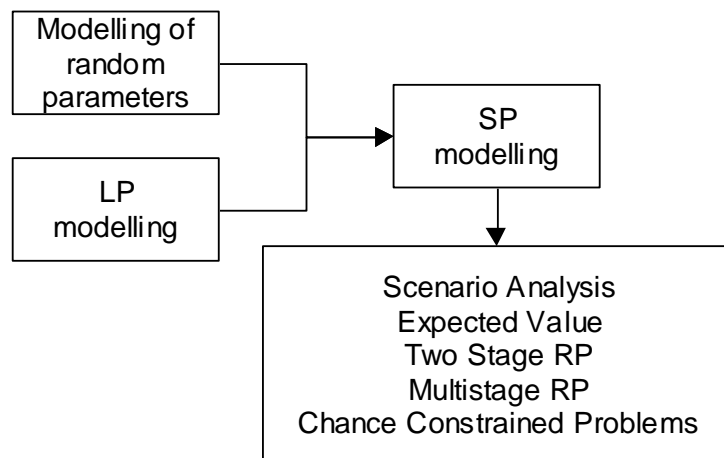 Modelling of
random
parameters
LP
modelling
SP
modelling
Scenario Analysis
Expected Value
Two Stage RP
Multistage RP
Chance Constrained Problems